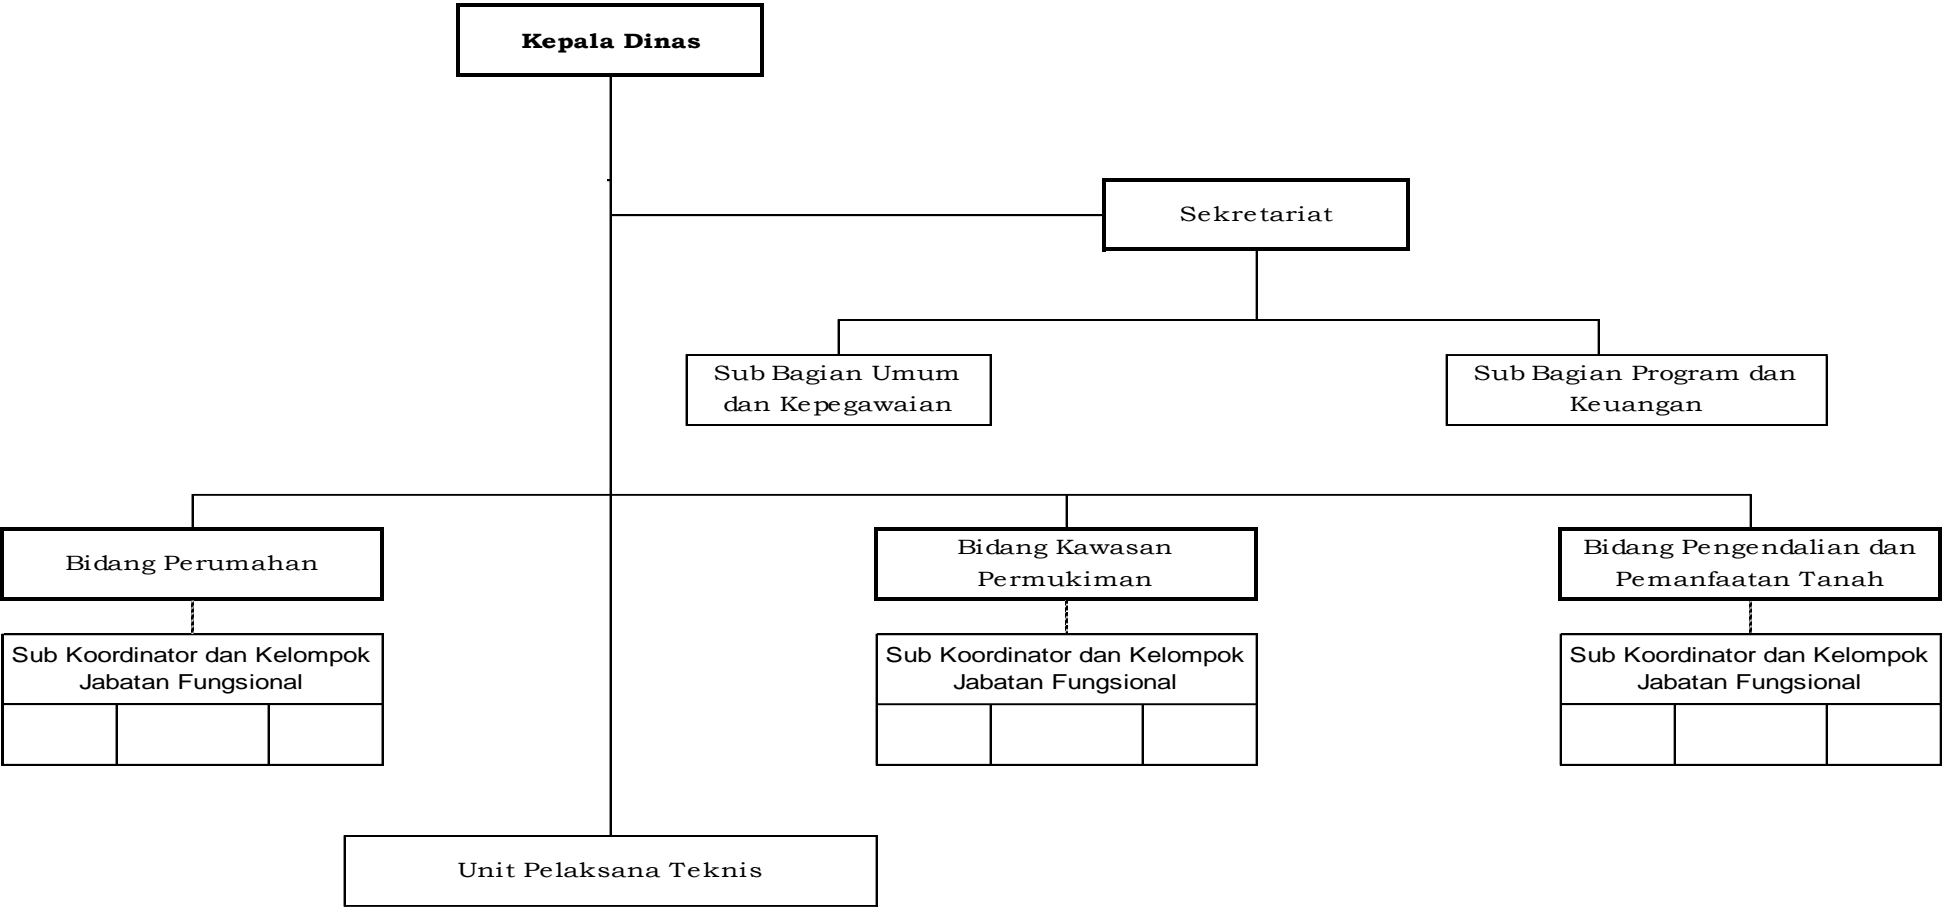 Kepala Dinas
Sekretariat
Sub Bagian Umum
dan Kepegawaian
Sub Bagian Program dan
Keuangan
Bidang Perumahan
Bidang Kawasan
Permukiman
Bidang Pengendalian dan
Pemanfaatan Tanah
Sub Koordinator dan Kelompok
Jabatan Fungsional
Sub Koordinator dan Kelompok
Jabatan Fungsional
Sub Koordinator dan Kelompok
Jabatan Fungsional
Unit Pelaksana Teknis